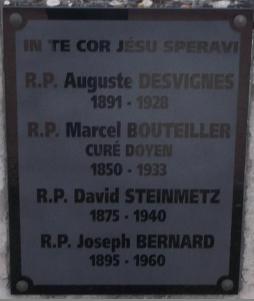 IN TE COR JÉSU SPERAVI
R.P. Auguste DESVIGNES
1891 - 1928
R.P. Marcel BOUTEILLER
CURÉ DOYEN
1850 - 1933
R.P. David STEINMETZ
1875 - 1940
R.P. Joseph BERNARD
1895 - 1960